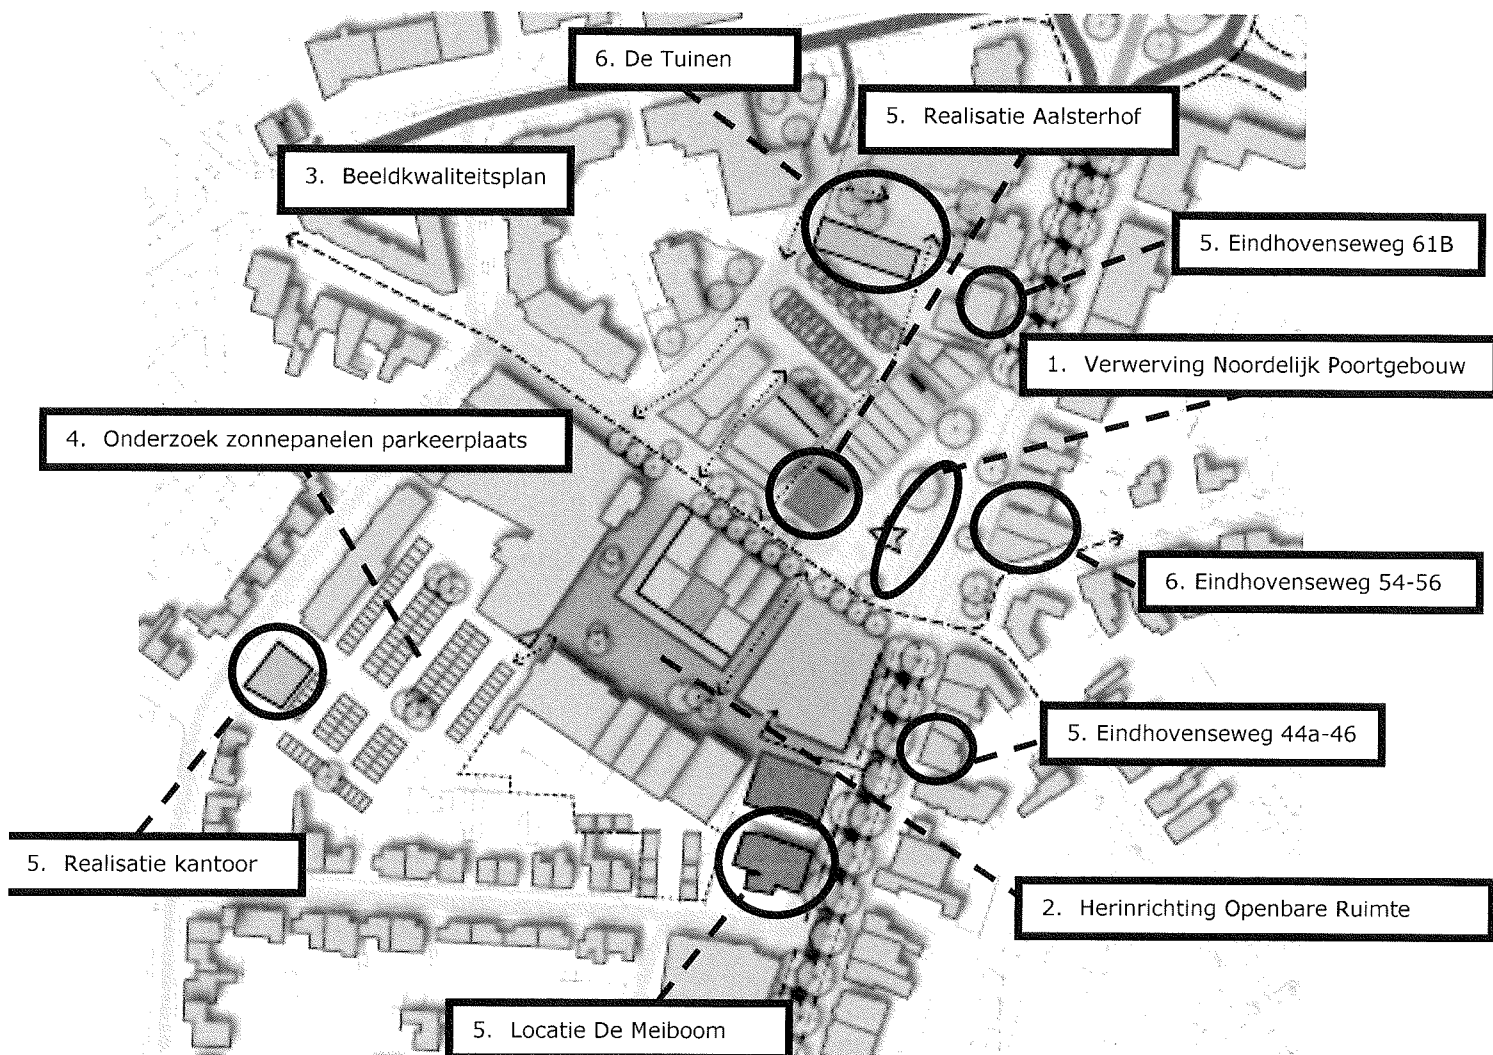 6. De Tuinen
5. Realisatie Aalsterhof
3. Beeldkwaliteitsplan
5. Eindhovenseweg 61B
1. Verwerving Noordelijk Poortgebouw
4. Onderzoek zonnepanelen parkeerplaats
6. Eindhovenseweg 54-56
5. Eindhovenseweg 44a-46
5. Realisatie kantoor
2. Herinrichting Openbare Ruimte
5. Locatie De Meiboom